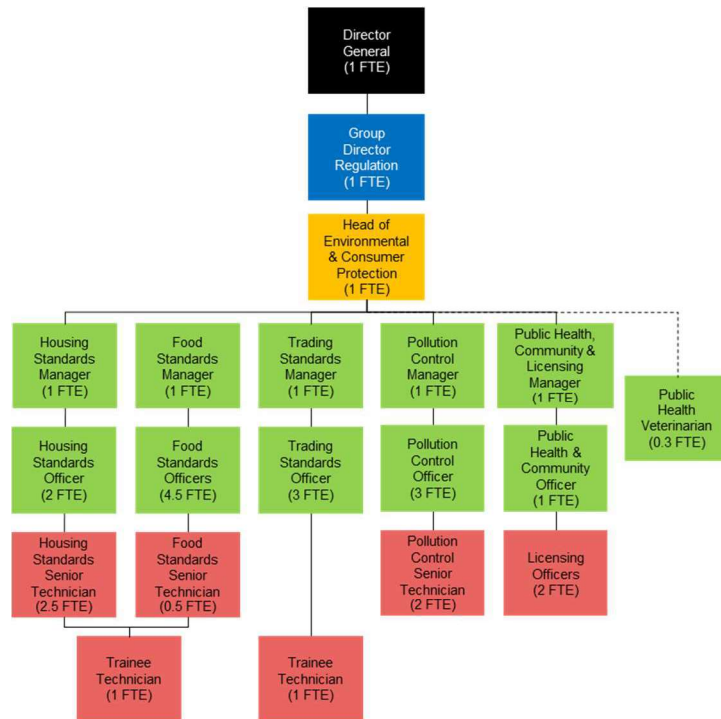 Director
General
(1 FTE)
Group
Director
Regulation
(1 FTE)
Head of
Environmental
& Consumer
Protection
(1 FTE)
Housing
Standards
Manager
(1 FTE)
Food
Standards
Manager
(1 FTE)
Trading
Standards
Manager
(1 FTE)
Pollution
Control
Manager
(1 FTE)
Public Health,
Community &
Licensing
Manager
(1 FTE)
Public
Health
Veterinarian
(0.3 FTE)
Housing
Standards
Officer
(2 FTE)
Food
Standards
Officers
(4.5 FTE)
Trading
Standards
Officer
(3 FTE)
Pollution
Control
Officer
(3 FTE)
Public
Health &
Community
Officer
(1 FTE)
Housing
Standards
Senior
Technician
(2.5 FTE)
Food
Standards
Senior
Technician
(0.5 FTE)
Pollution
Control
Senior
Technician
(2 FTE)
Licensing
Officers
(2 FTE)
Trainee
Technician
(1 FTE)
Trainee
Technician
(1 FTE)